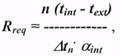 n (t_int - t_ext)
R_req = ------------------ ,
Δt_n · α_int